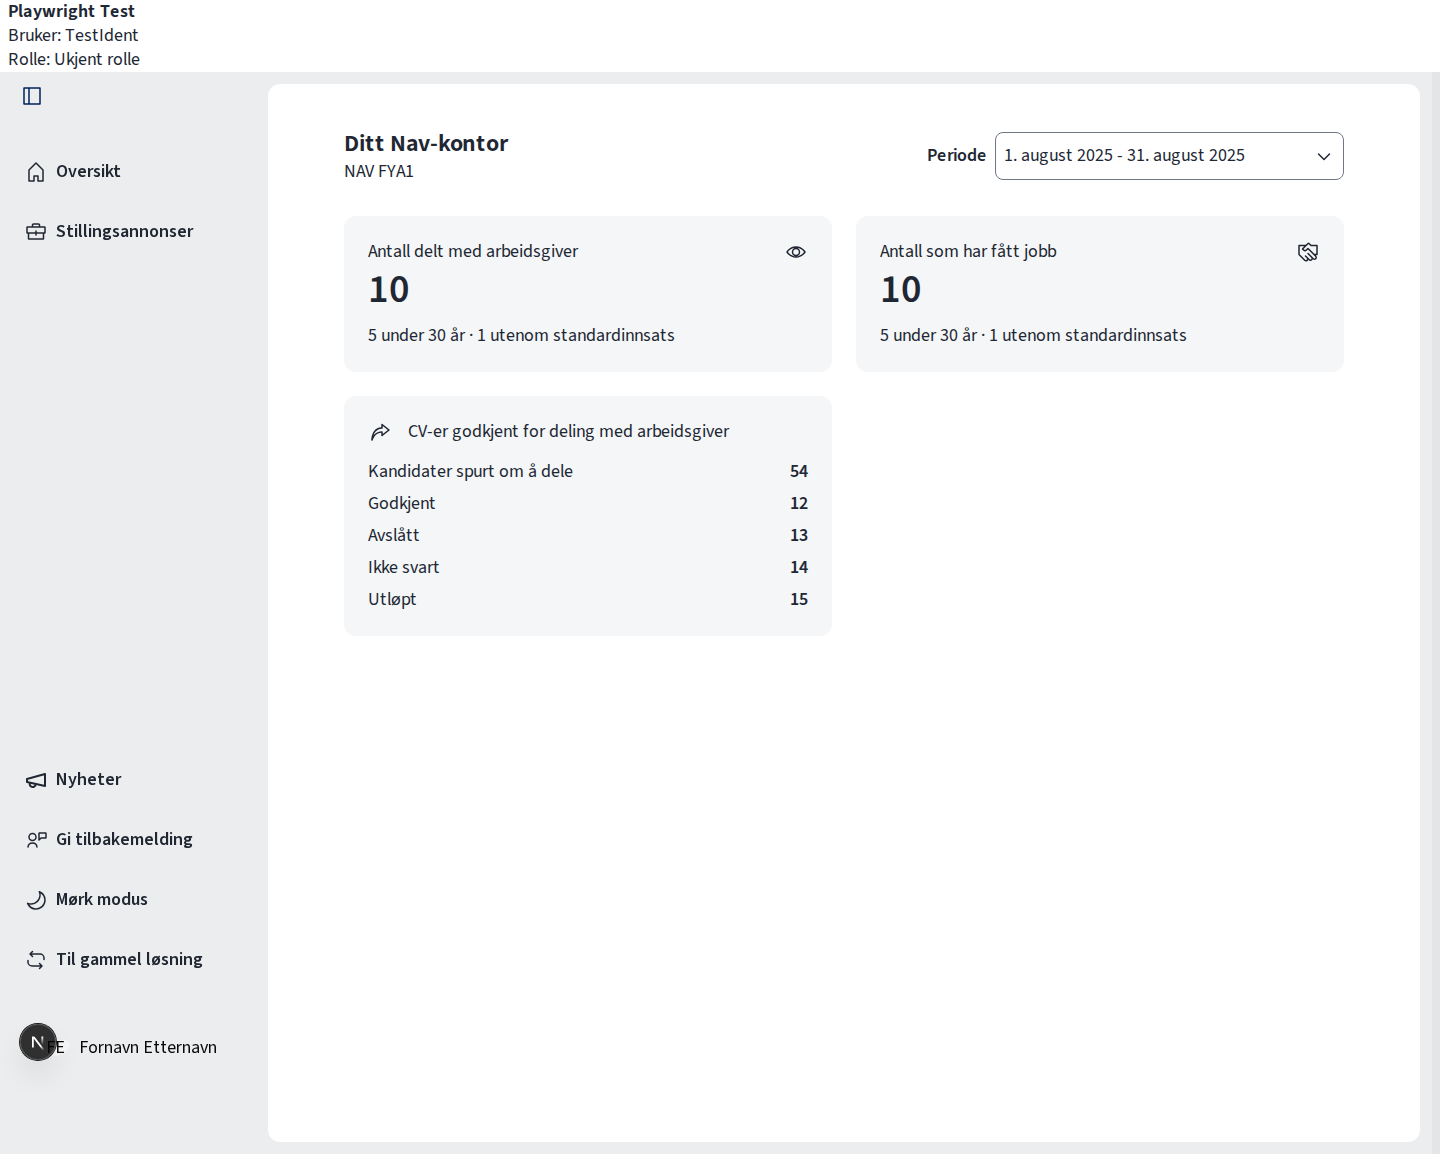 Playwright Test
Bruker: TestIdent
Rolle: Ukjent rolle
Oversikt
Stillingsannonser
Ditt Nav-kontor
NAV FYA1
Periode
1. august 2025 - 31. august 2025
Antall delt med arbeidsgiver
10
5 under 30 år · 1 utenom standardinnsats
Antall som har fått jobb
10
5 under 30 år · 1 utenom standardinnsats
CV-er godkjent for deling med arbeidsgiver
Kandidater spurt om å dele 54
Godkjent 12
Avslått 13
Ikke svart 14
Utløpt 15
Nyheter
Gi tilbakemelding
Mørk modus
Til gammel løsning
N
FE Fornavn Etternavn